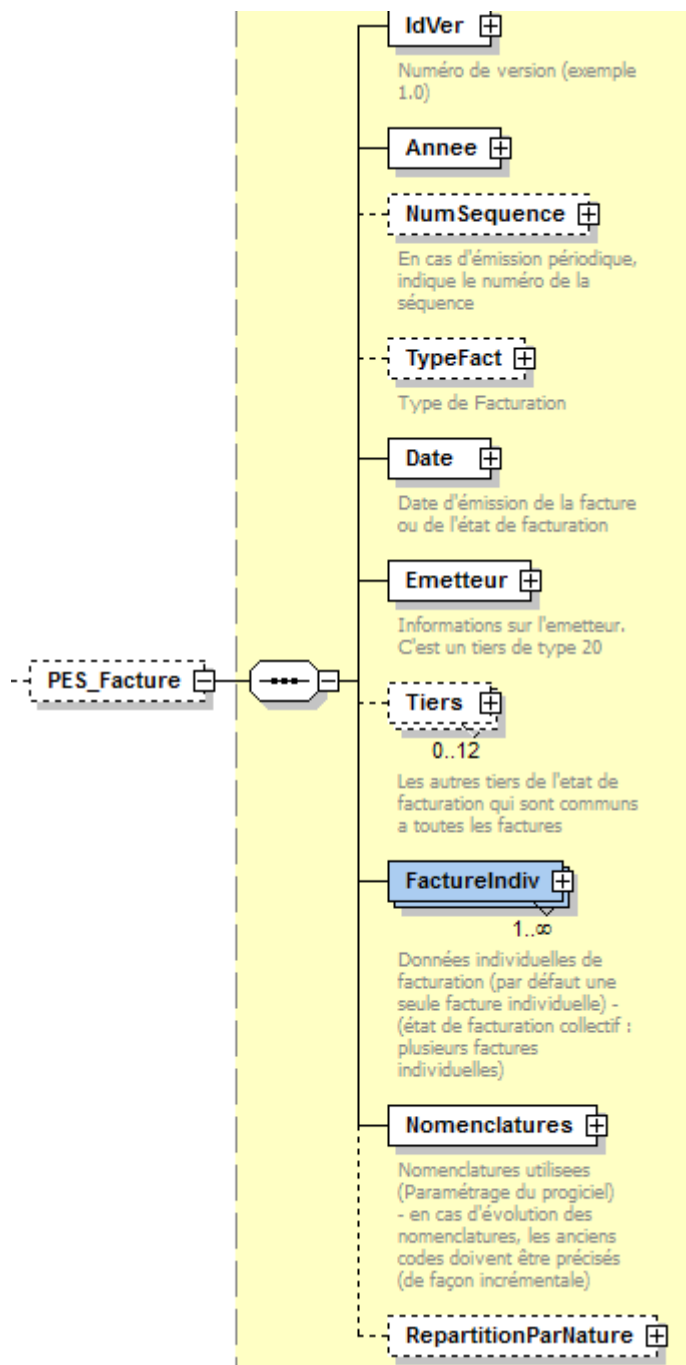 IdVer
Numéro de version (exemple
1.0)
Annee
NumSequence
En cas d'émission périodique,
indique le numéro de la
séquence
TypeFact
Type de Facturation
Date
Date d'émission de la facture
ou de l'état de facturation
Emetteur
Informations sur l'emetteur.
C'est un tiers de type 20
PES_Facture
Tiers
0..12
Les autres tiers de l'etat de
facturation qui sont communs
a toutes les factures
FactureIndiv
1..∞
Données individuelles de
facturation (par défaut une
seule facture individuelle) -
(état de facturation collectif :
plusieurs factures
individuelles)
Nomenclatures
Nomenclatures utilisees
(Paramétrage du progiciel)
- en cas d'évolution des
nomenclatures, les anciens
codes doivent être précisés
(de façon incrémentale)
RepartitionParNature